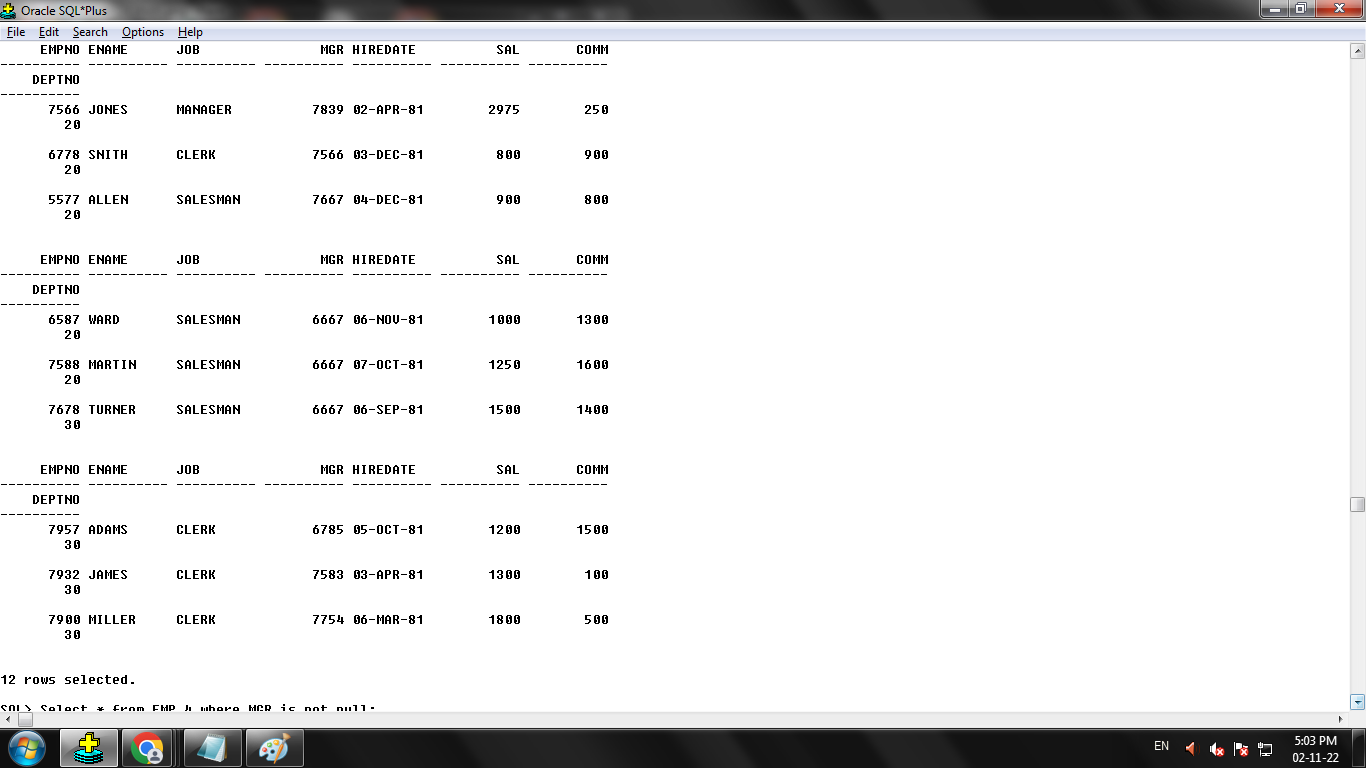 Oracle SQL*Plus
File Edit Search Options Help
EMPNO ENAME JOB MGR HIREDATE SAL COMM
---------- ---------- ---------- ---------- ---------- ---------- ----------
DEPTNO
----------
7566 JONES MANAGER 7839 02-APR-81 2975 250
20
6778 SNITH CLERK 7566 03-DEC-81 800 900
20
5577 ALLEN SALESMAN 7667 04-DEC-81 900 800
20
EMPNO ENAME JOB MGR HIREDATE SAL COMM
---------- ---------- ---------- ---------- ---------- ---------- ----------
DEPTNO
----------
6587 WARD SALESMAN 6667 06-NOV-81 1000 1300
20
7588 MARTIN SALESMAN 6667 07-OCT-81 1250 1600
20
7678 TURNER SALESMAN 6667 06-SEP-81 1500 1400
30
EMPNO ENAME JOB MGR HIREDATE SAL COMM
---------- ---------- ---------- ---------- ---------- ---------- ----------
DEPTNO
----------
7957 ADAMS CLERK 6785 05-OCT-81 1200 1500
30
7932 JAMES CLERK 7583 03-APR-81 1300 100
30
7900 MILLER CLERK 7754 06-MAR-81 1800 500
30
12 rows selected.
SQL> Select * from EMP_4 where MGR is not null;
EN
5:03 PM
02-11-22